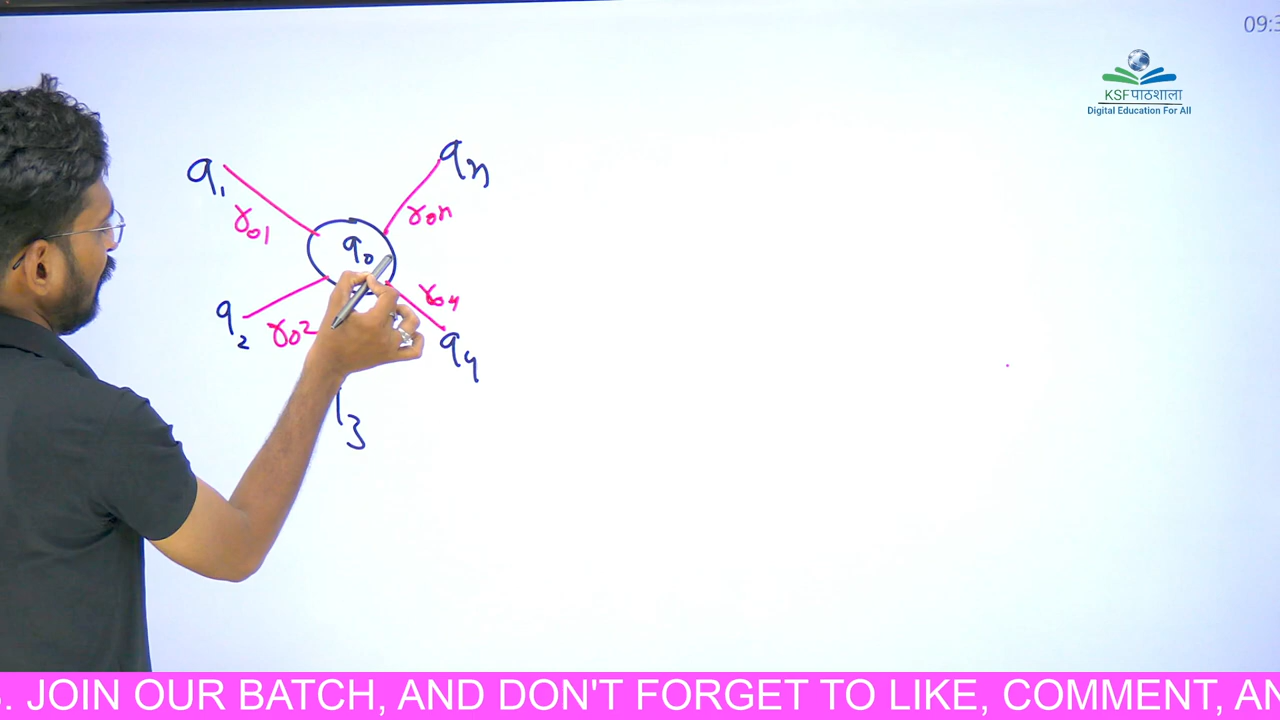 09:3
KSFपाठशाला
Digital Education For All
q1
qn
r01
r0n
q0
r04
q2
r02
q4
3
. JOIN OUR BATCH, AND DON'T FORGET TO LIKE, COMMENT, AN